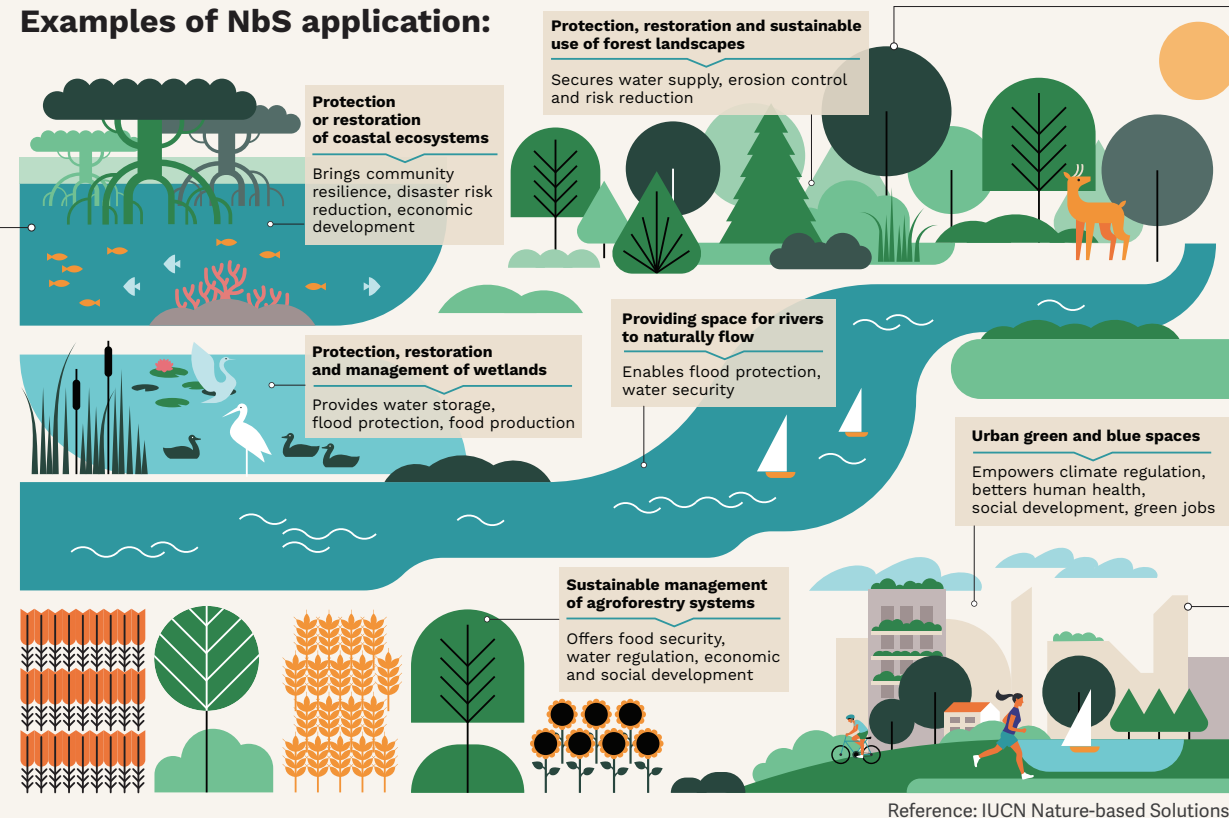 Examples of NbS application:
Protection, restoration and sustainable
use of forest landscapes
Secures water supply, erosion control
and risk reduction
Protection
or restoration
of coastal ecosystems
Brings community
resilience, disaster risk
reduction, economic
development
Providing space for rivers
to naturally flow
Enables flood protection,
water security
Protection, restoration
and management of wetlands
Provides water storage,
flood protection, food production
Urban green and blue spaces
Empowers climate regulation,
betters human health,
social development, green jobs
Sustainable management
of agroforestry systems
Offers food security,
water regulation, economic
and social development
Reference: IUCN Nature-based Solutions